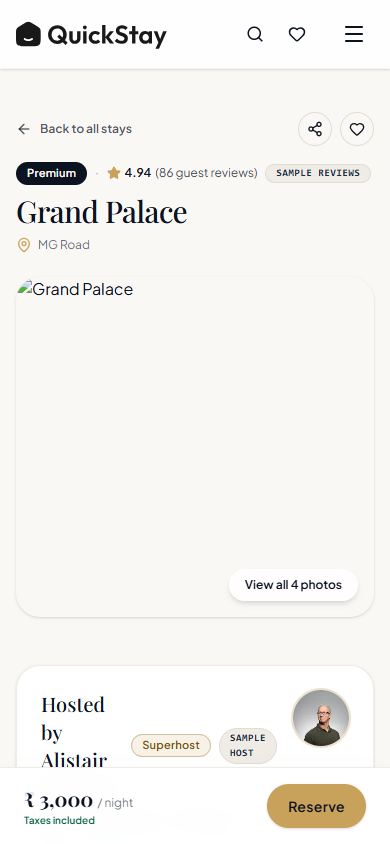 QuickStay
Back to all stays
Premium · 4.94 (86 guest reviews) SAMPLE REVIEWS
Grand Palace
MG Road
Grand Palace
View all 4 photos
Hosted
by
Alistair
Superhost
SAMPLE
HOST
₹ 3,000 / night
Taxes included
Reserve